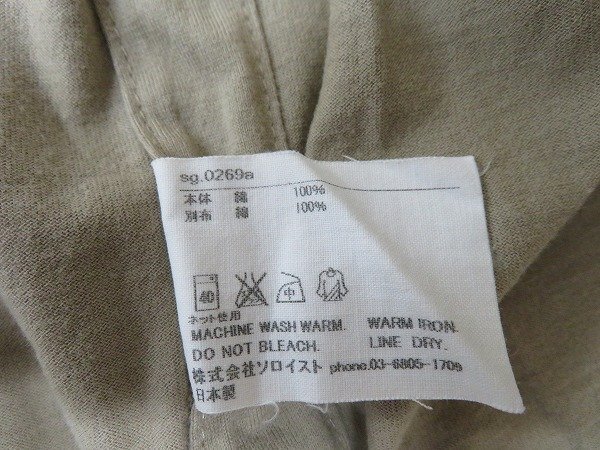 sg.0269a
本体 綿 100%
別布 綿 100%
40 中
ネット使用
MACHINE WASH WARM. WARM IRON.
DO NOT BLEACH. LINE DRY.
株式会社ソロイスト phone.03-6805-1709
日本製